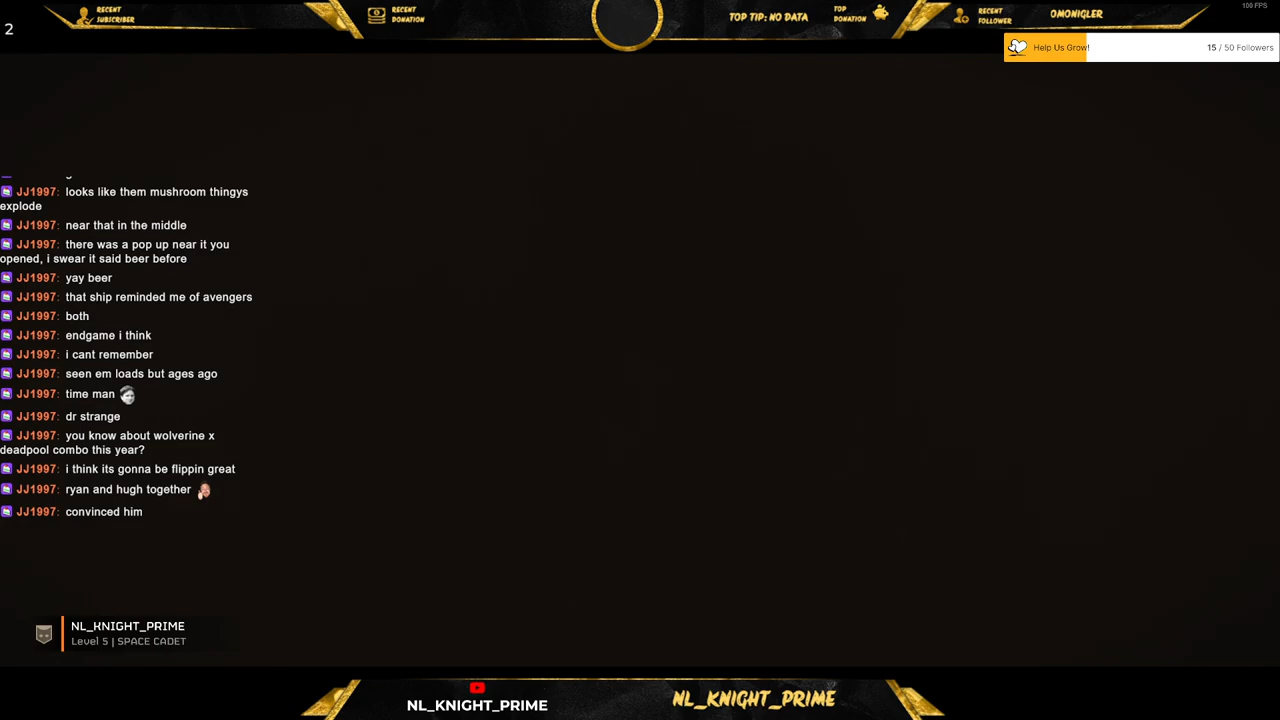 100 FPS
2
RECENT
SUBSCRIBER
RECENT
DONATION
TOP TIP: NO DATA
TOP
DONATION
RECENT
FOLLOWER
OMONIGLER
Help Us Grow!
15 / 50 Followers
JJ1997: looks like them mushroom thingys
explode
JJ1997: near that in the middle
JJ1997: there was a pop up near it you
opened, i swear it said beer before
JJ1997: yay beer
JJ1997: that ship reminded me of avengers
JJ1997: both
JJ1997: endgame i think
JJ1997: i cant remember
JJ1997: seen em loads but ages ago
JJ1997: time man
JJ1997: dr strange
JJ1997: you know about wolverine x
deadpool combo this year?
JJ1997: i think its gonna be flippin great
JJ1997: ryan and hugh together
JJ1997: convinced him
NL_KNIGHT_PRIME
Level 5 | SPACE CADET
NL_KNIGHT_PRIME
NL_KNIGHT_PRIME